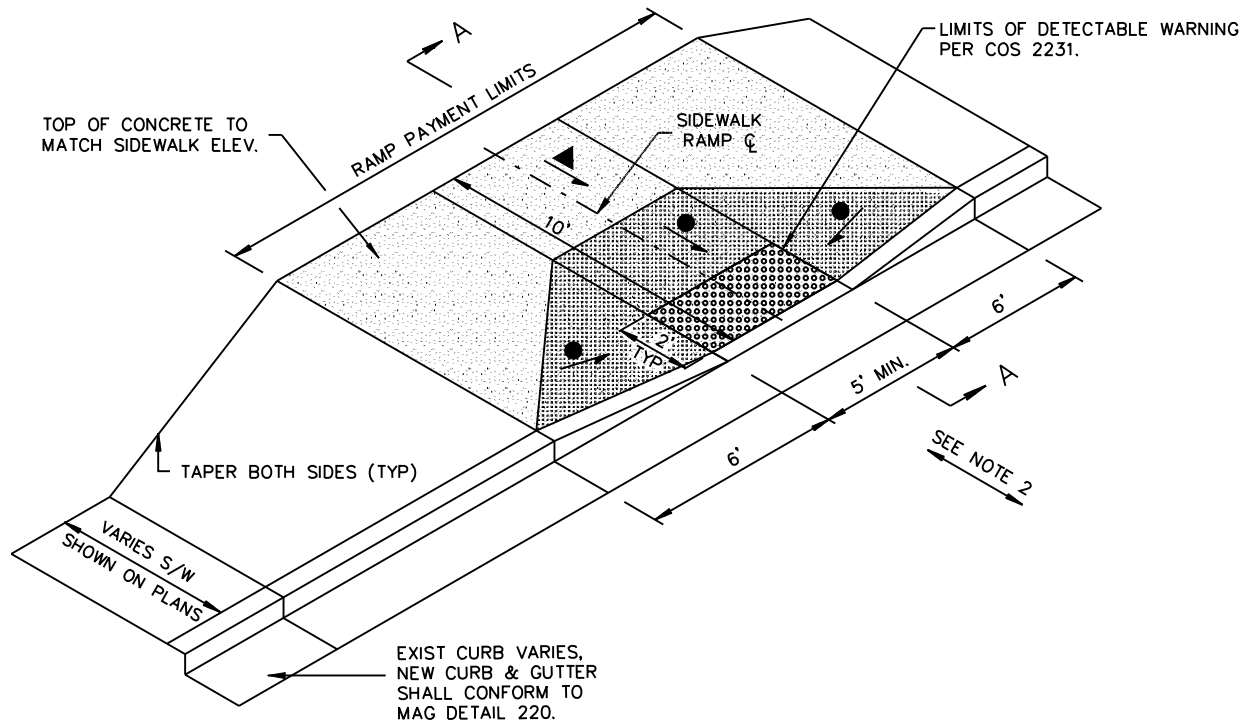 A
LIMITS OF DETECTABLE WARNING
PER COS 2231.
RAMP PAYMENT LIMITS
TOP OF CONCRETE TO
MATCH SIDEWALK ELEV.
SIDEWALK
RAMP ℄
10'
2'
TYP
6'
5' MIN.
A
6'
SEE NOTE 2
TAPER BOTH SIDES (TYP)
VARIES S/W
SHOWN ON PLANS
EXIST CURB VARIES,
NEW CURB & GUTTER
SHALL CONFORM TO
MAG DETAIL 220.